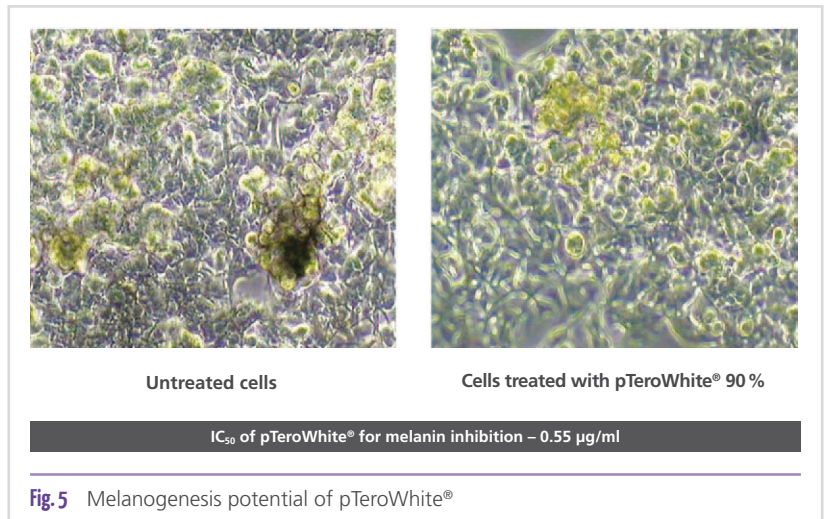 Untreated cells
Cells treated with pTeroWhite® 90 %
IC₅₀ of pTeroWhite® for melanin inhibition – 0.55 µg/ml
Fig. 5 Melanogenesis potential of pTeroWhite®